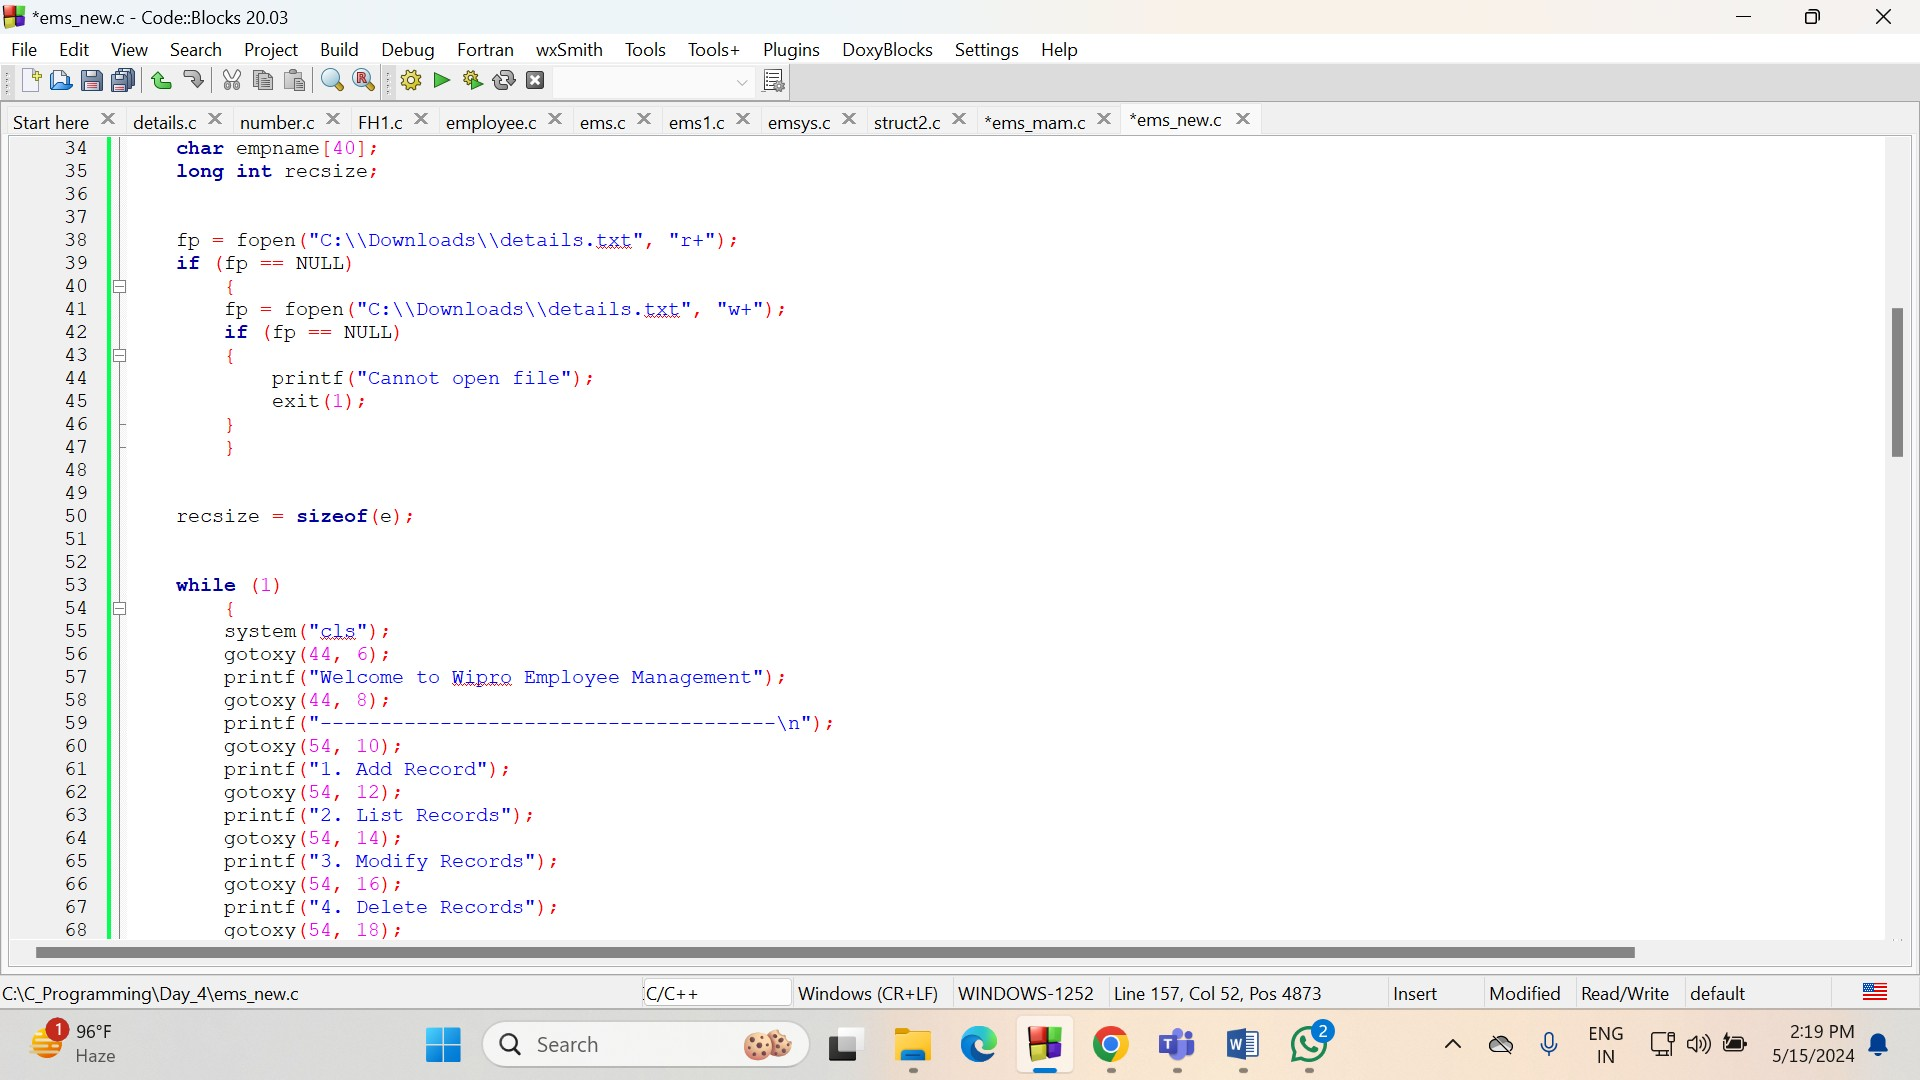 *ems_new.c - Code::Blocks 20.03
File Edit View Search Project Build Debug Fortran wxSmith Tools Tools+ Plugins DoxyBlocks Settings Help
Start here details.c number.c FH1.c employee.c ems.c ems1.c emsys.c struct2.c *ems_mam.c *ems_new.c
34 char empname[40];
35 long int recsize;
36
37
38 fp = fopen("C:\\Downloads\\details.txt", "r+");
39 if (fp == NULL)
40 {
41 fp = fopen("C:\\Downloads\\details.txt", "w+");
42 if (fp == NULL)
43 {
44 printf("Cannot open file");
45 exit(1);
46 }
47 }
48
49
50 recsize = sizeof(e);
51
52
53 while (1)
54 {
55 system("cls");
56 gotoxy(44, 6);
57 printf("Welcome to Wipro Employee Management");
58 gotoxy(44, 8);
59 printf("--------------------------------------\n");
60 gotoxy(54, 10);
61 printf("1. Add Record");
62 gotoxy(54, 12);
63 printf("2. List Records");
64 gotoxy(54, 14);
65 printf("3. Modify Records");
66 gotoxy(54, 16);
67 printf("4. Delete Records");
68 gotoxy(54, 18);
C:\C_Programming\Day_4\ems_new.c C/C++ Windows (CR+LF) WINDOWS-1252 Line 157, Col 52, Pos 4873 Insert Modified Read/Write default
1 96°F
Haze
Search
2
ENG
IN
2:19 PM
5/15/2024